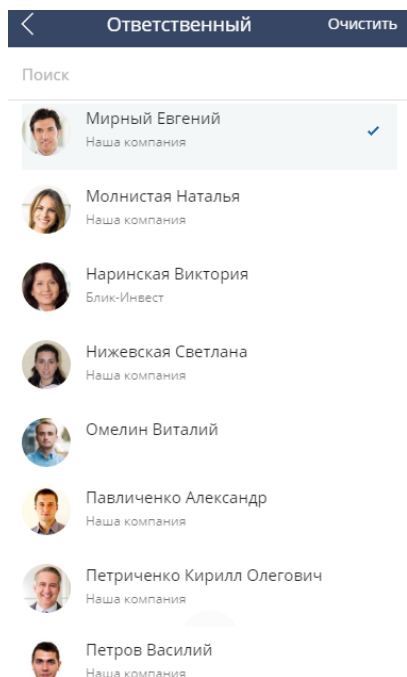 Ответственный Очистить
Поиск
Мирный Евгений
Наша компания
Молнистая Наталья
Наша компания
Наринская Виктория
Блик-Инвест
Нижевская Светлана
Наша компания
Омелин Виталий
Павличенко Александр
Наша компания
Петриченко Кирилл Олегович
Наша компания
Петров Василий
Наша компания